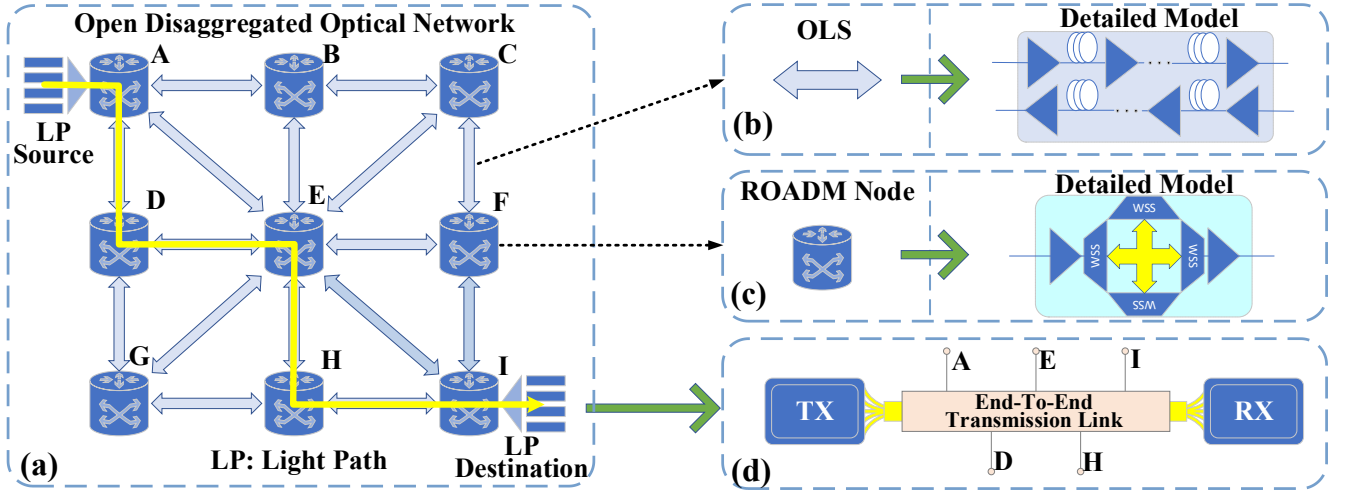 Open Disaggregated Optical Network
A
B
C
LP
Source
D
E
F
G
H
I
LP
Destination
(a)
LP: Light Path
OLS
Detailed Model
(b)
ROADM Node
Detailed Model
WSS
WSS
WSS
WSS
(c)
A
E
I
TX
End-To-End
Transmission Link
RX
D
H
(d)